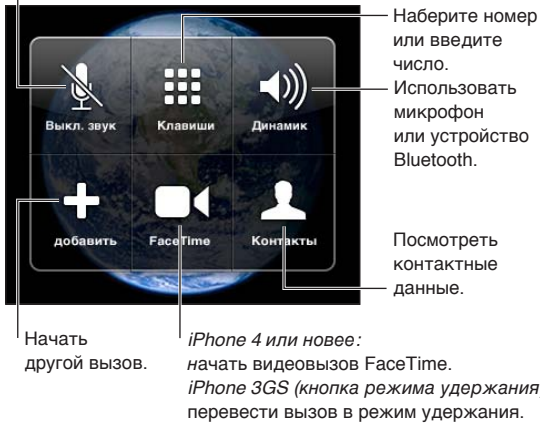 Наберите номер
или введите
число.
Использовать
микрофон
или устройство
Bluetooth.
Выкл. звук
Клавиши
Динамик
добавить
FaceTime
Контакты
Посмотреть
контактные
данные.
Начать
другой вызов.
iPhone 4 или новее:
начать видеовызов FaceTime.
iPhone 3GS (кнопка режима удержания
перевести вызов в режим удержания.